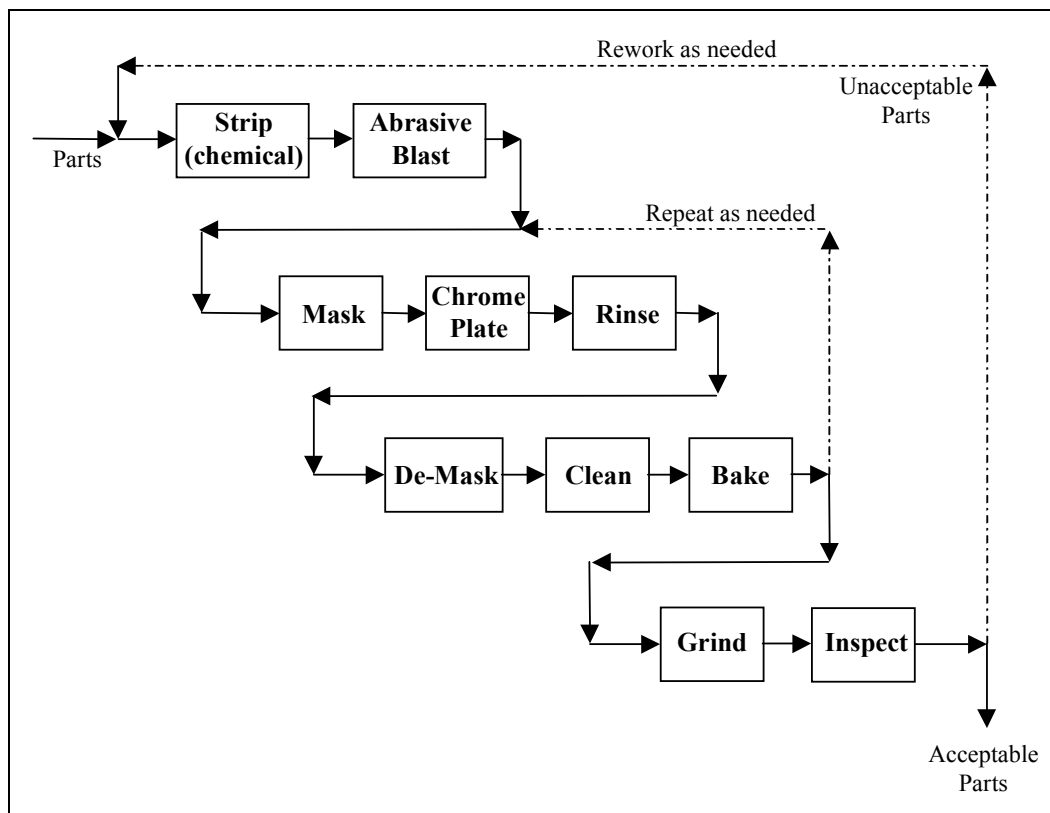 Rework as needed
Unacceptable
Parts
Parts
Strip
(chemical)
Abrasive
Blast
Repeat as needed
Mask
Chrome
Plate
Rinse
De-Mask
Clean
Bake
Grind
Inspect
Acceptable
Parts